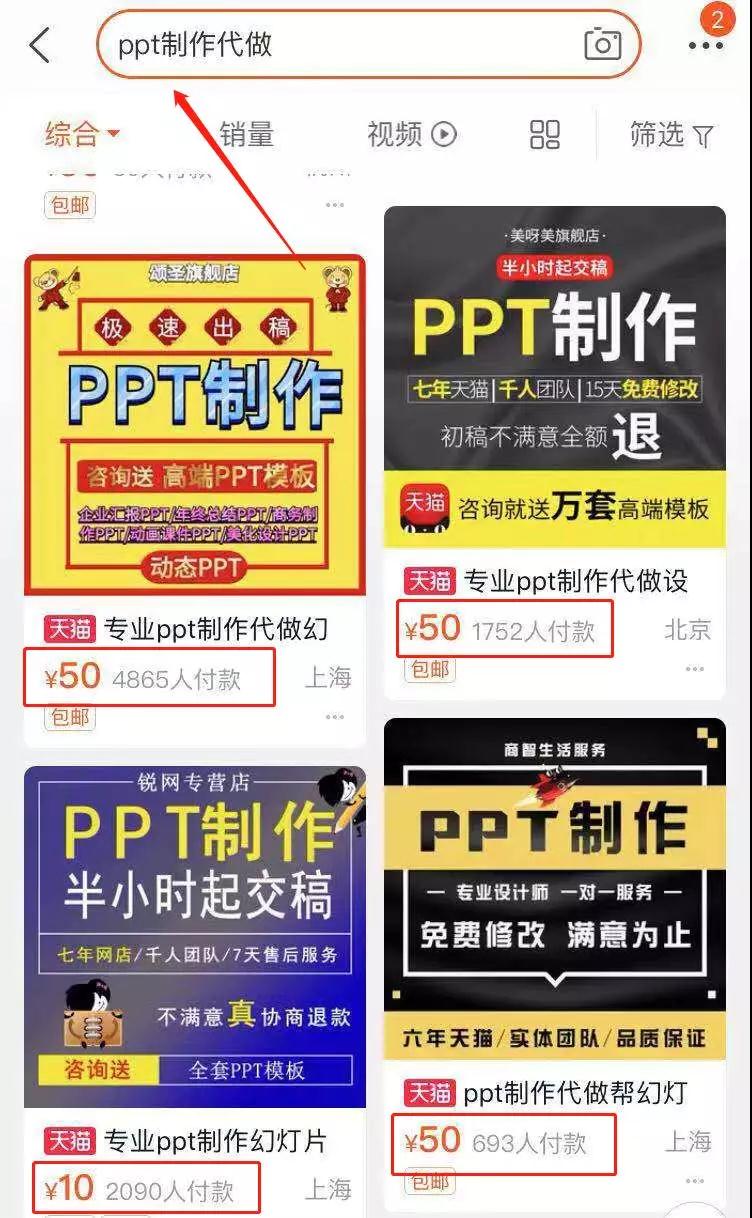 ppt制作代做
2
综合
销量
视频
筛选
包邮
颂圣旗舰店
极速出稿
PPT制作
咨询送 高端PPT模板
企业汇报PPT/年终总结PPT/商务制
作PPT/动画课件PPT/美化设计PPT
动态PPT
天猫 专业ppt制作代做幻
¥50 4865人付款 上海
包邮
·美呀美旗舰店·
半小时起交稿
PPT制作
七年天猫|千人团队|15天免费修改
初稿不满意全额退
天猫 咨询就送万套高端模板
天猫 专业ppt制作代做设
¥50 1752人付款 北京
包邮
锐网专营店
PPT制作
半小时起交稿
七年网店/千人团队/7天售后服务
不满意真协商退款
咨询送 全套PPT模板
天猫 专业ppt制作幻灯片
¥10 2090人付款 上海
商智生活服务
PPT制作
专业设计师 一对一服务
免费修改 满意为止
六年天猫/实体团队/品质保证
天猫 ppt制作代做帮幻灯
¥50 693人付款 上海
包邮